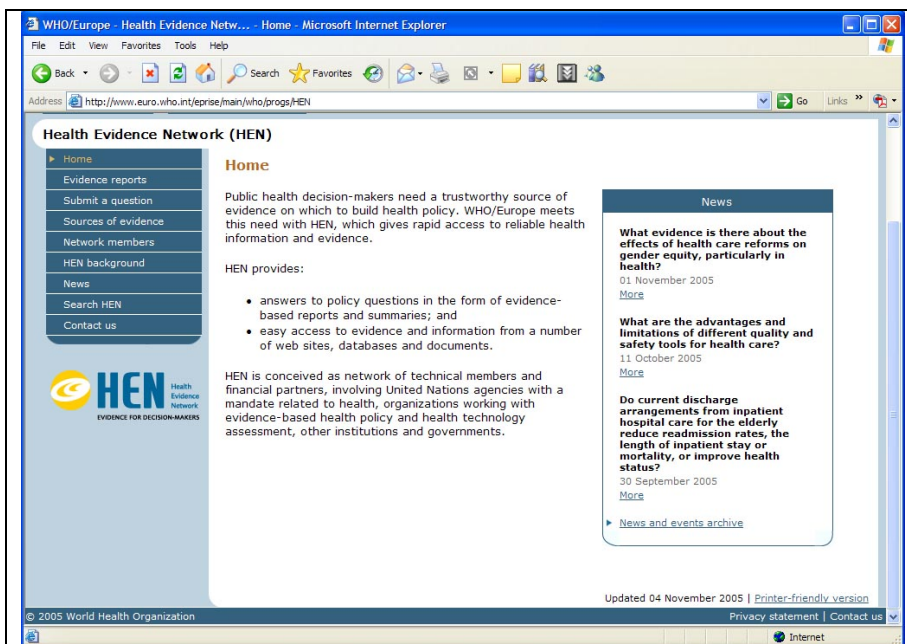 WHO/Europe - Health Evidence Netw... - Home - Microsoft Internet Explorer
File Edit View Favorites Tools Help
Back Search Favorites
Address http://www.euro.who.int/eprise/main/who/progs/HEN Go Links »
Health Evidence Network (HEN)
Home
Evidence reports
Submit a question
Sources of evidence
Network members
HEN background
News
Search HEN
Contact us
HEN Health
Evidence
Network
EVIDENCE FOR DECISION-MAKERS
Home
Public health decision-makers need a trustworthy source of
evidence on which to build health policy. WHO/Europe meets
this need with HEN, which gives rapid access to reliable health
information and evidence.
HEN provides:
• answers to policy questions in the form of evidence-
based reports and summaries; and
• easy access to evidence and information from a number
of web sites, databases and documents.
HEN is conceived as network of technical members and
financial partners, involving United Nations agencies with a
mandate related to health, organizations working with
evidence-based health policy and health technology
assessment, other institutions and governments.
News
What evidence is there about the
effects of health care reforms on
gender equity, particularly in
health?
01 November 2005
More
What are the advantages and
limitations of different quality and
safety tools for health care?
11 October 2005
More
Do current discharge
arrangements from inpatient
hospital care for the elderly
reduce readmission rates, the
length of inpatient stay or
mortality, or improve health
status?
30 September 2005
More
News and events archive
Updated 04 November 2005 | Printer-friendly version
© 2005 World Health Organization Privacy statement | Contact us
Internet